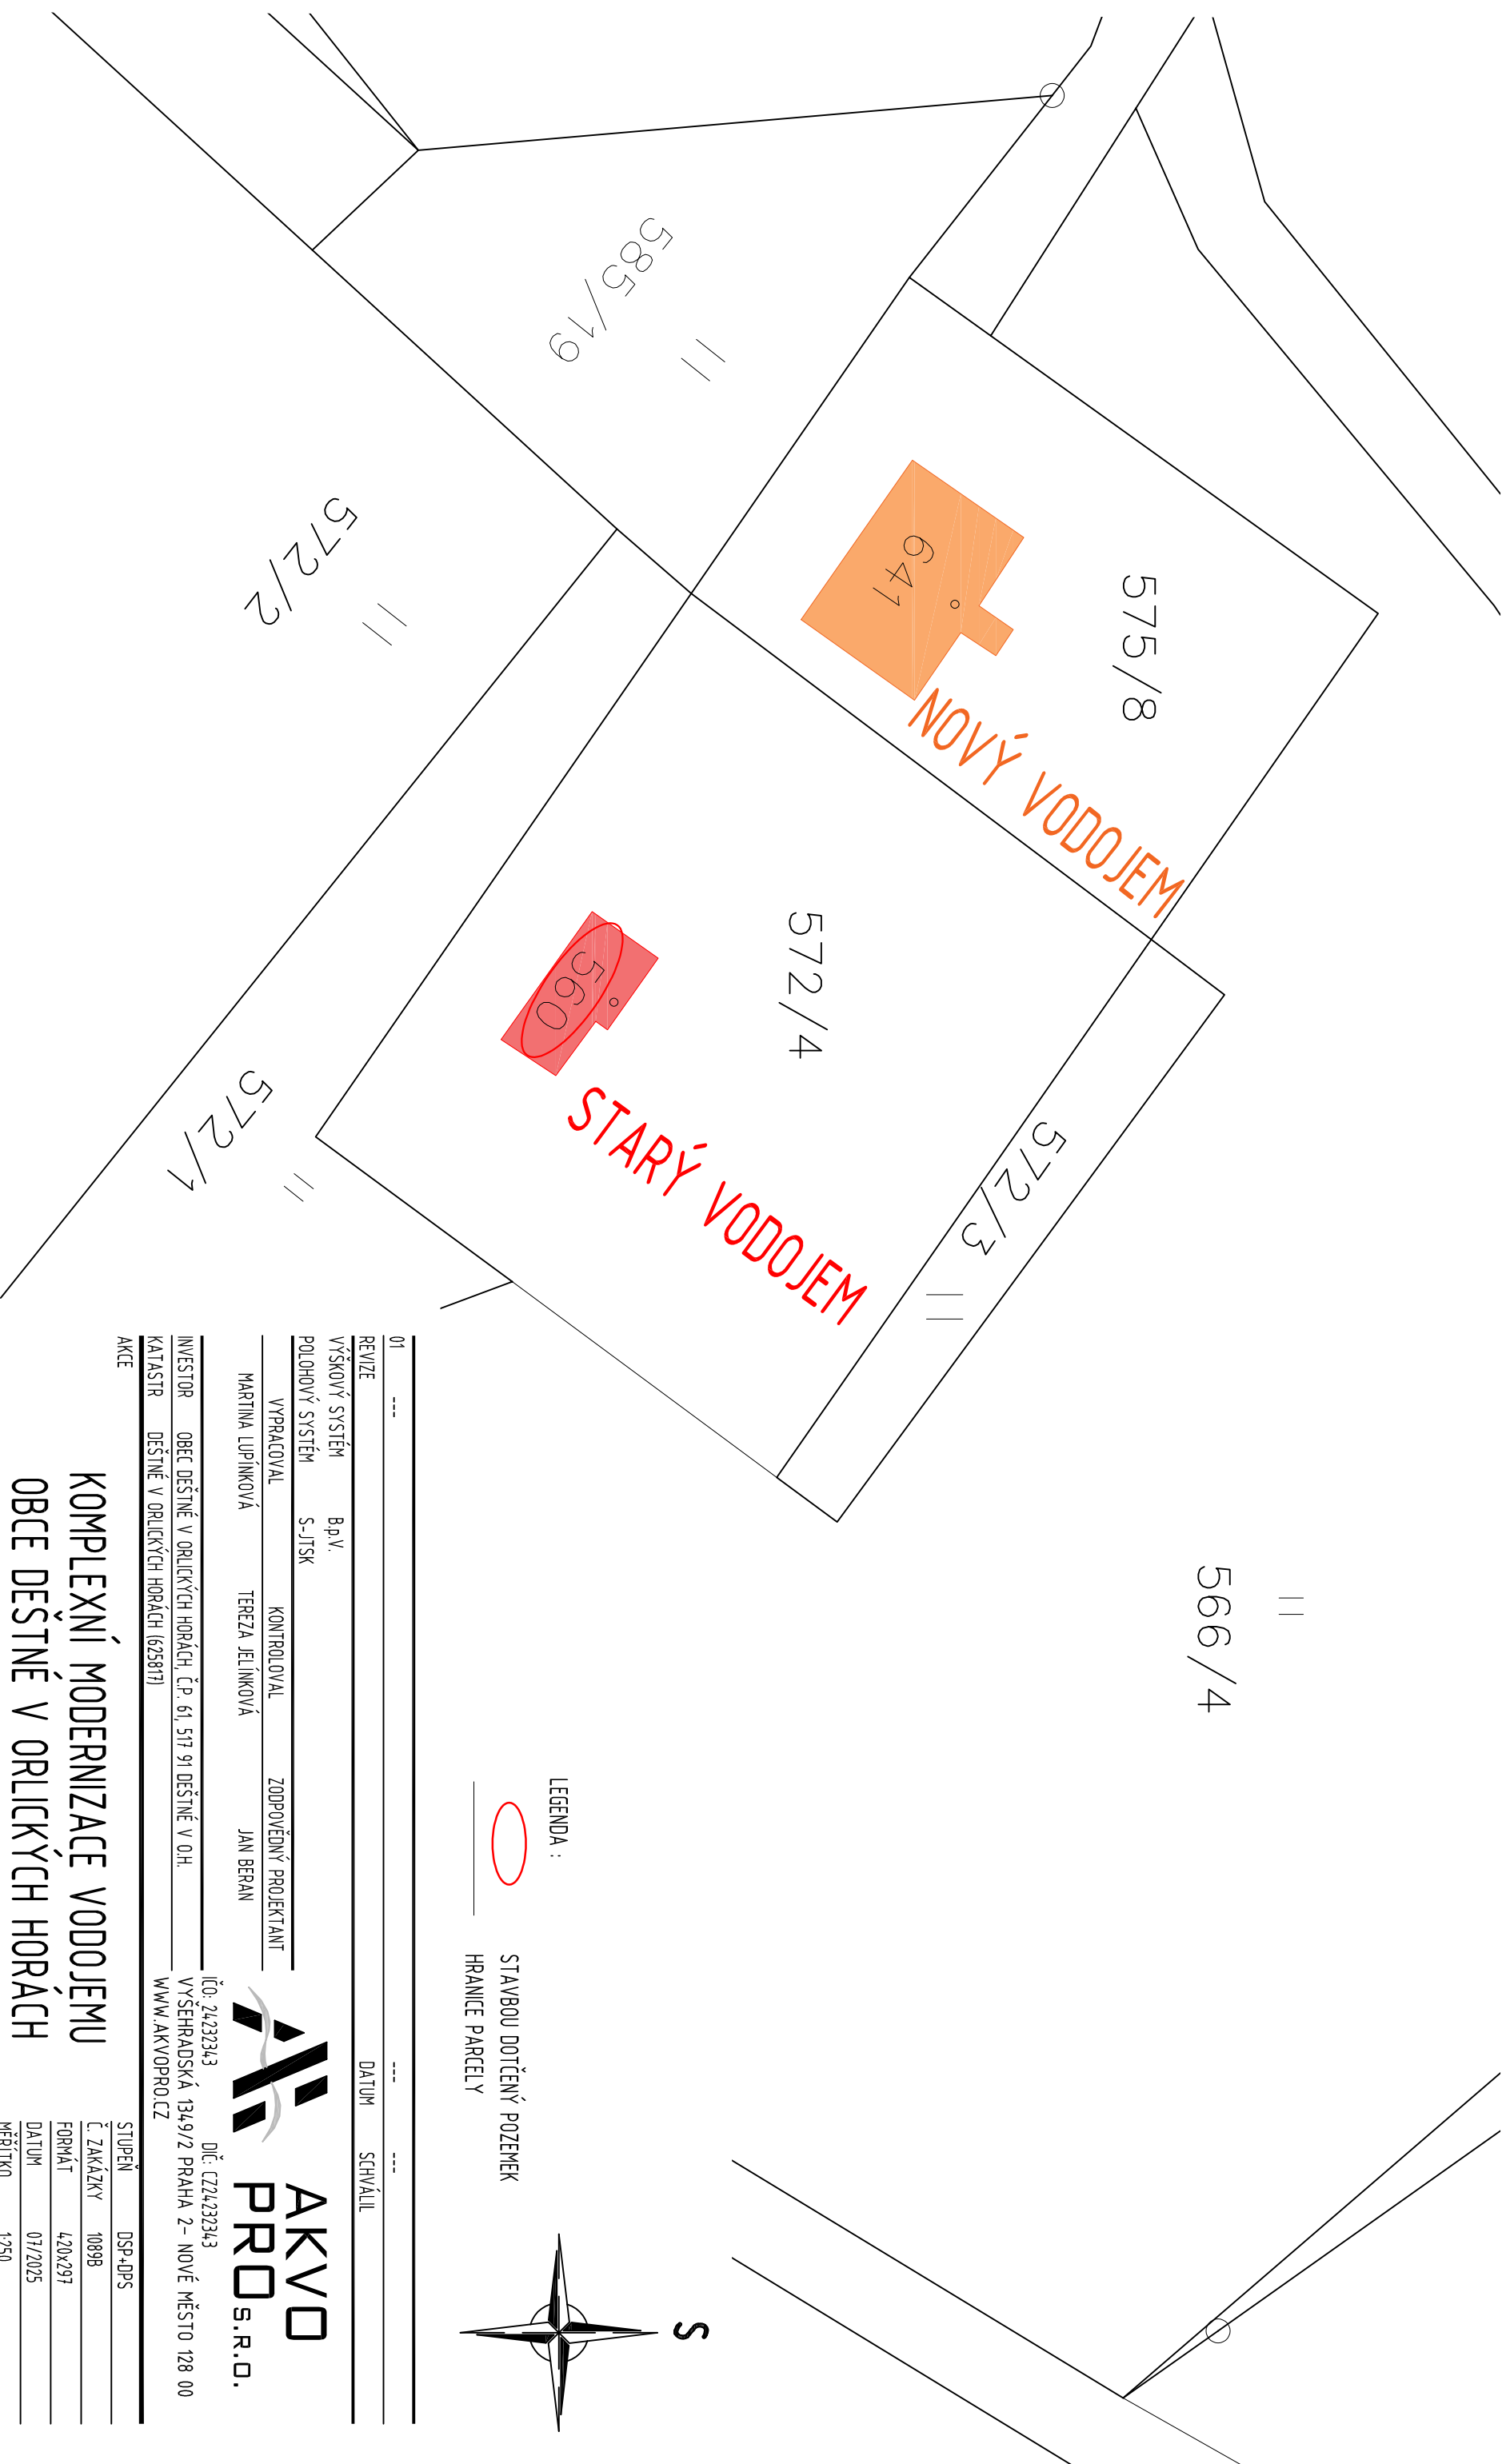 585/19
572/2
572/1
575/8
641
NOVÝ VODOJEM
572/4
560
STARÝ VODOJEM
572/3
566/4
S
LEGENDA :
STAVBOU DOTČENÝ POZEMEK
HRANICE PARCELY
01 --- --- ---
REVIZE DATUM SCHVÁLIL
VÝŠKOVÝ SYSTÉM B.p.V.
POLOHOVÝ SYSTÉM S-JTSK
VYPRACOVAL KONTROLOVAL ZODPOVĚDNÝ PROJEKTANT
MARTINA LUPÍNKOVÁ TEREZA JELÍNKOVÁ JAN BERAN
AKVO
PRO s.r.o.
IČO: 24232343 DIČ: CZ24232343
VYŠEHRADSKÁ 1349/2 PRAHA 2- NOVÉ MĚSTO 128 00
WWW.AKVOPRO.CZ
INVESTOR OBEC DEŠTNÉ V ORLICKÝCH HORÁCH, Č.P. 61, 517 91 DEŠTNÉ V O.H.
KATASTR DEŠTNÉ V ORLICKÝCH HORÁCH (625817)
AKCE
KOMPLEXNÍ MODERNIZACE VODOJEMU
OBCE DEŠTNÉ V ORLICKÝCH HORÁCH
STUPEŇ DSP+DPS
Č. ZAKÁZKY 1089B
FORMÁT 420x297
DATUM 07/2025
MĚŘÍTKO 1:250